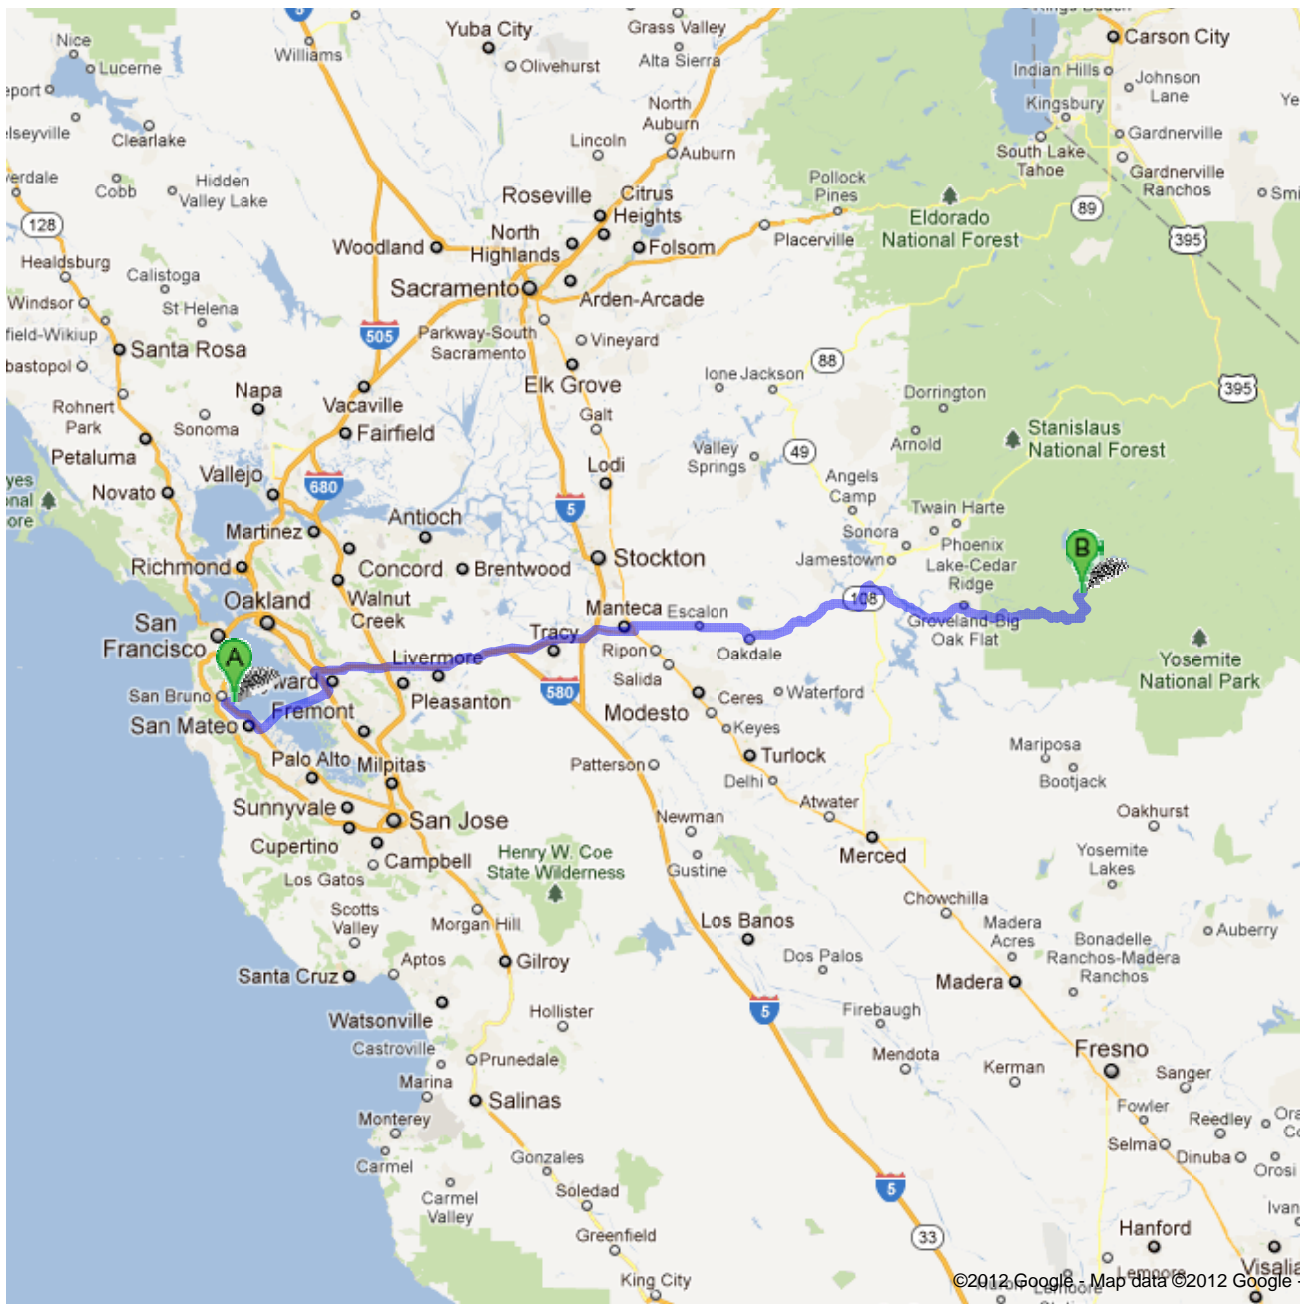 5
Yuba City
Grass Valley
Carson City
Nice
Williams
Olivehurst
Alta Sierra
Lucerne
Indian Hills
Johnson
Lane
Kingsbury
North
Auburn
Clearlake
Lincoln
Auburn
Gardnerville
South Lake
Tahoe
Gardnerville
Ranchos
Cobb
Hidden
Valley Lake
Roseville
Citrus
Heights
Pollock
Pines
89
Eldorado
National Forest
128
Woodland
North
Highlands
Folsom
Placerville
395
Healdsburg
Calistoga
Sacramento
Arden-Arcade
Windsor
St Helena
505
Parkway-South
Sacramento
Vineyard
field-Wikiup
Santa Rosa
88
Napa
Elk Grove
Ione
Jackson
395
Rohnert
Park
Sonoma
Vacaville
Fairfield
Galt
Dorrington
Petaluma
Arnold
Stanislaus
National Forest
Valley
Springs
49
Novato
Vallejo
680
Lodi
Angels
Camp
5
Twain Harte
Martinez
Antioch
Sonora
Richmond
Concord
Brentwood
Stockton
Jamestown
Phoenix
Lake-Cedar
Ridge
B
Oakland
Walnut
Creek
Manteca
Escalon
108
Groveland-Big
Oak Flat
San
Francisco
A
Livermore
Tracy
Ripon
Oakdale
Yosemite
National Park
San Bruno
ward
Pleasanton
580
Salida
Ceres
Waterford
San Mateo
Fremont
Modesto
Keyes
Palo Alto
Milpitas
Patterson
Turlock
Mariposa
Delhi
Bootjack
Sunnyvale
San Jose
Newman
Atwater
Oakhurst
Cupertino
Campbell
Henry W. Coe
State Wilderness
Gustine
Merced
Yosemite
Lakes
Los Gatos
Chowchilla
Scotts
Valley
Morgan Hill
Los Banos
Madera
Acres
Bonadelle
Ranchos-Madera
Ranchos
Auberry
Santa Cruz
Aptos
Gilroy
Dos Palos
Madera
Watsonville
Hollister
5
Firebaugh
Castroville
Prunedale
Mendota
Fresno
Marina
Kerman
Sanger
Salinas
Fowler
Monterey
Reedley
Selma
Carmel
Gonzales
Dinuba
Orosi
Carmel
Valley
Soledad
5
Greenfield
33
Hanford
King City
Lemoore
Visalia
©2012 Google - Map data ©2012 Google -